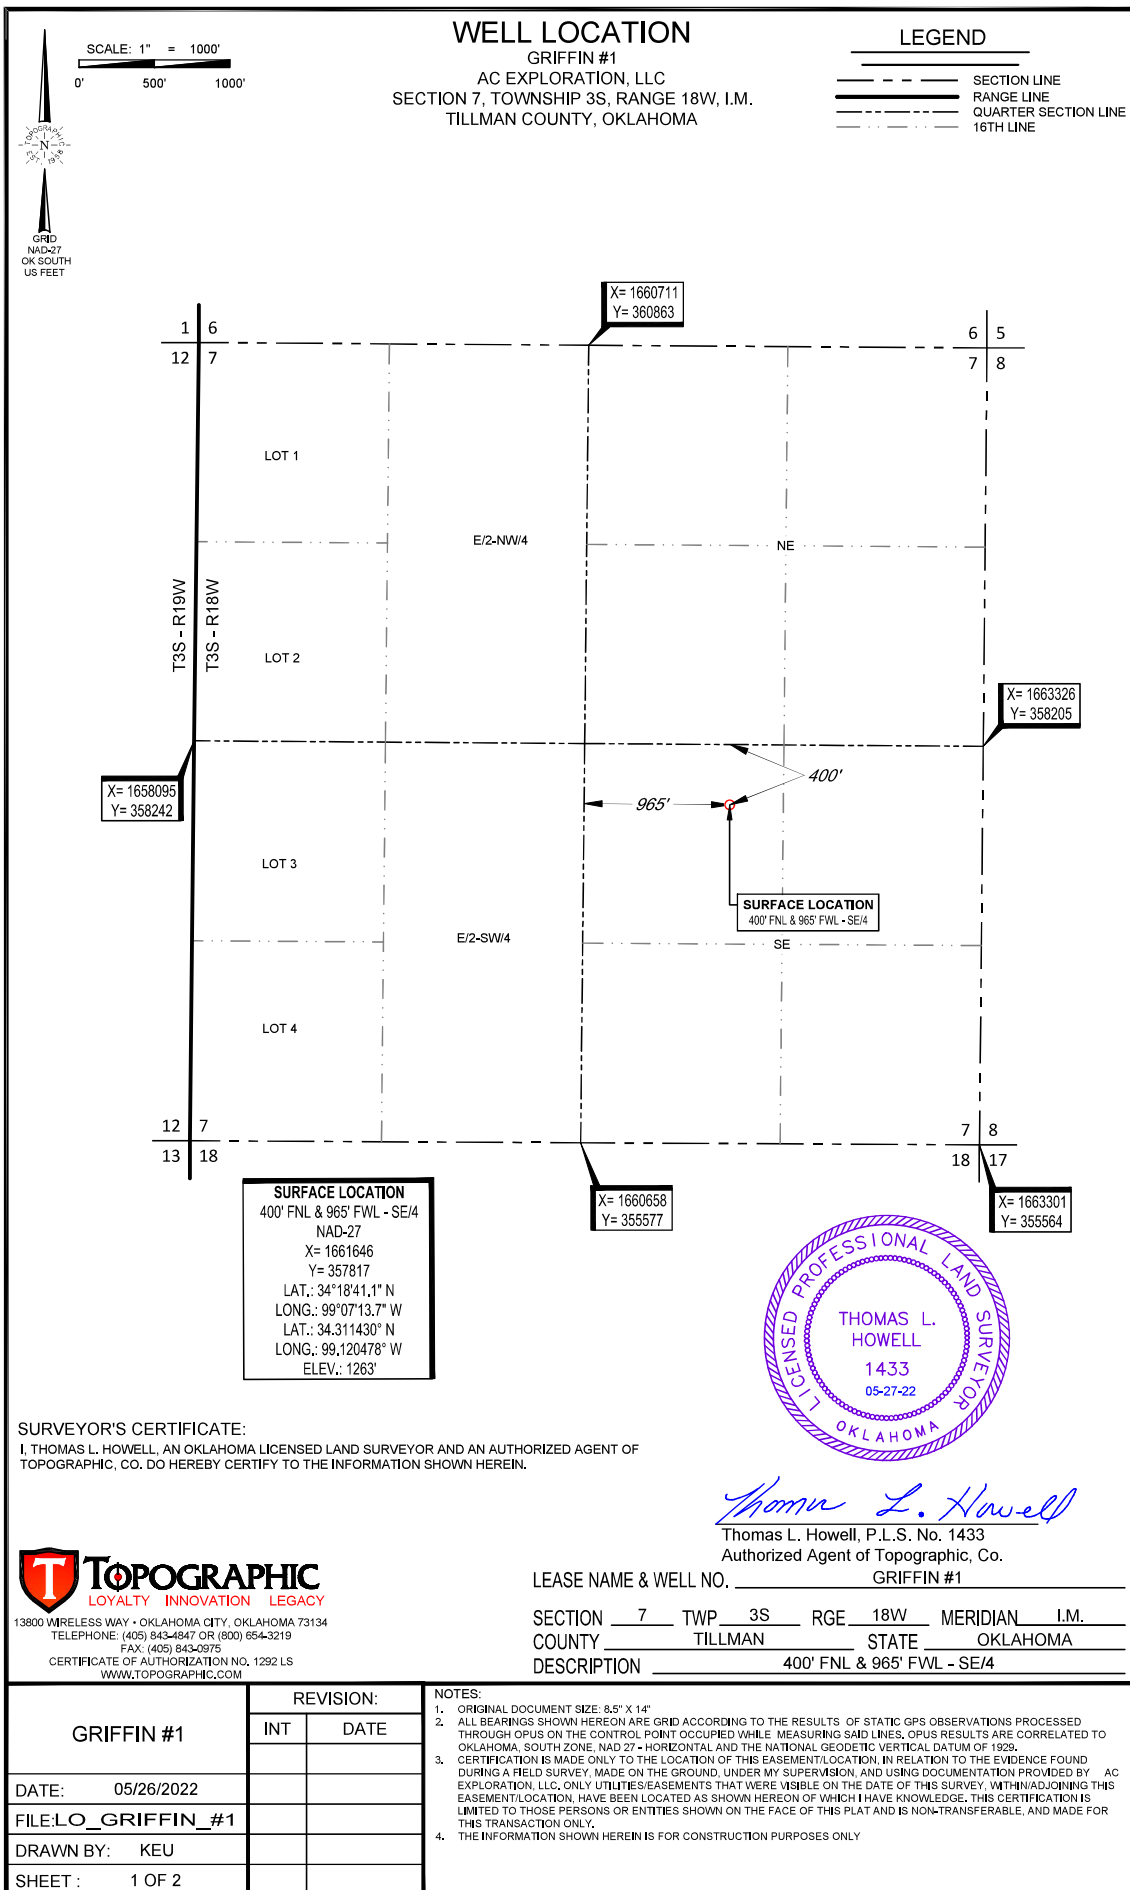 WELL LOCATION
GRIFFIN #1
AC EXPLORATION, LLC
SECTION 7, TOWNSHIP 3S, RANGE 18W, I.M.
TILLMAN COUNTY, OKLAHOMA
SCALE: 1" = 1000'
0' 500' 1000'
TOPOGRAPHIC
N
EST. 1958
GRID
NAD-27
OK SOUTH
US FEET
LEGEND
SECTION LINE
RANGE LINE
QUARTER SECTION LINE
16TH LINE
X= 1660711
Y= 360863
1 6
12 7
6 5
7 8
LOT 1
E/2-NW/4
NE
T3S - R19W
T3S - R18W
LOT 2
X= 1663326
Y= 358205
X= 1658095
Y= 358242
400'
965'
LOT 3
SURFACE LOCATION
400' FNL & 965' FWL - SE/4
E/2-SW/4
SE
LOT 4
12 7
13 18
7 8
18 17
X= 1660658
Y= 355577
X= 1663301
Y= 355564
SURFACE LOCATION
400' FNL & 965' FWL - SE/4
NAD-27
X= 1661646
Y= 357817
LAT.: 34°18'41.1" N
LONG.: 99°07'13.7" W
LAT.: 34.311430° N
LONG.: 99.120478° W
ELEV.: 1263'
LICENSED PROFESSIONAL LAND SURVEYOR
THOMAS L.
HOWELL
1433
05-27-22
OKLAHOMA
SURVEYOR'S CERTIFICATE:
I, THOMAS L. HOWELL, AN OKLAHOMA LICENSED LAND SURVEYOR AND AN AUTHORIZED AGENT OF
TOPOGRAPHIC, CO. DO HEREBY CERTIFY TO THE INFORMATION SHOWN HEREIN.
Thomas L. Howell
Thomas L. Howell, P.L.S. No. 1433
Authorized Agent of Topographic, Co.
T TOPOGRAPHIC
LOYALTY INNOVATION LEGACY
13800 WIRELESS WAY • OKLAHOMA CITY, OKLAHOMA 73134
TELEPHONE: (405) 843-4847 OR (800) 654-3219
FAX: (405) 843-0975
CERTIFICATE OF AUTHORIZATION NO. 1292 LS
WWW.TOPOGRAPHIC.COM
LEASE NAME & WELL NO. GRIFFIN #1
SECTION 7 TWP 3S RGE 18W MERIDIAN I.M.
COUNTY TILLMAN STATE OKLAHOMA
DESCRIPTION 400' FNL & 965' FWL - SE/4
GRIFFIN #1
REVISION:
INT DATE
DATE: 05/26/2022
FILE:LO_GRIFFIN_#1
DRAWN BY: KEU
SHEET : 1 OF 2
NOTES:
1. ORIGINAL DOCUMENT SIZE: 8.5" X 14"
2. ALL BEARINGS SHOWN HEREON ARE GRID ACCORDING TO THE RESULTS OF STATIC GPS OBSERVATIONS PROCESSED
THROUGH OPUS ON THE CONTROL POINT OCCUPIED WHILE MEASURING SAID LINES. OPUS RESULTS ARE CORRELATED TO
OKLAHOMA, SOUTH ZONE, NAD 27 - HORIZONTAL AND THE NATIONAL GEODETIC VERTICAL DATUM OF 1929.
3. CERTIFICATION IS MADE ONLY TO THE LOCATION OF THIS EASEMENT/LOCATION, IN RELATION TO THE EVIDENCE FOUND
DURING A FIELD SURVEY, MADE ON THE GROUND, UNDER MY SUPERVISION, AND USING DOCUMENTATION PROVIDED BY AC
EXPLORATION, LLC. ONLY UTILITIES/EASEMENTS THAT WERE VISIBLE ON THE DATE OF THIS SURVEY, WITHIN/ADJOINING THIS
EASEMENT/LOCATION, HAVE BEEN LOCATED AS SHOWN HEREON OF WHICH I HAVE KNOWLEDGE. THIS CERTIFICATION IS
LIMITED TO THOSE PERSONS OR ENTITIES SHOWN ON THE FACE OF THIS PLAT AND IS NON-TRANSFERABLE, AND MADE FOR
THIS TRANSACTION ONLY.
4. THE INFORMATION SHOWN HEREIN IS FOR CONSTRUCTION PURPOSES ONLY